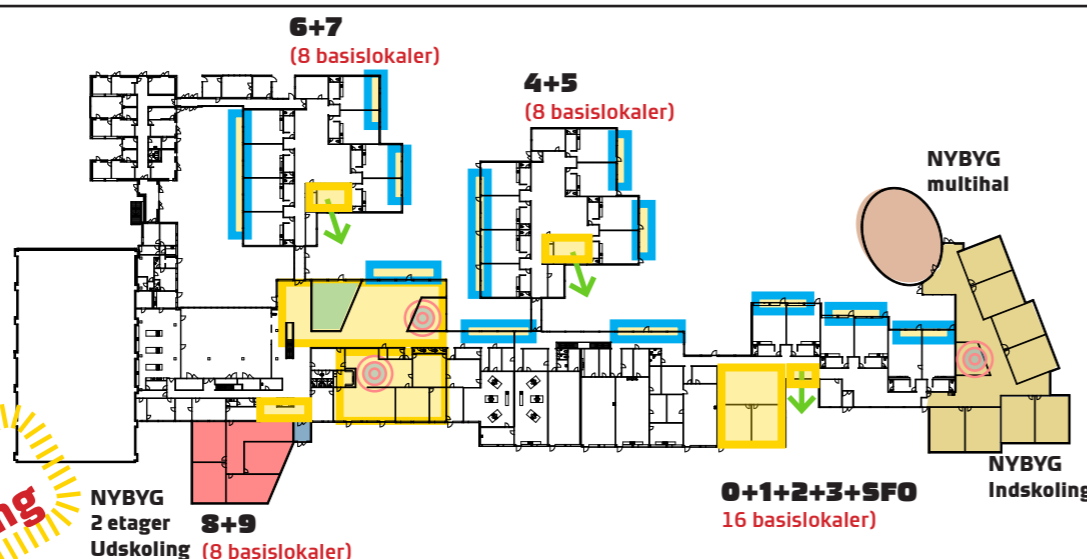 6+7
(8 basislokaler)
4+5
(8 basislokaler)
NYBYG
multihal
NYBYG
Indskoling
0+1+2+3+SFO
16 basislokaler)
NYBYG
2 etager
Udskoling
8+9
(8 basislokaler)
ng